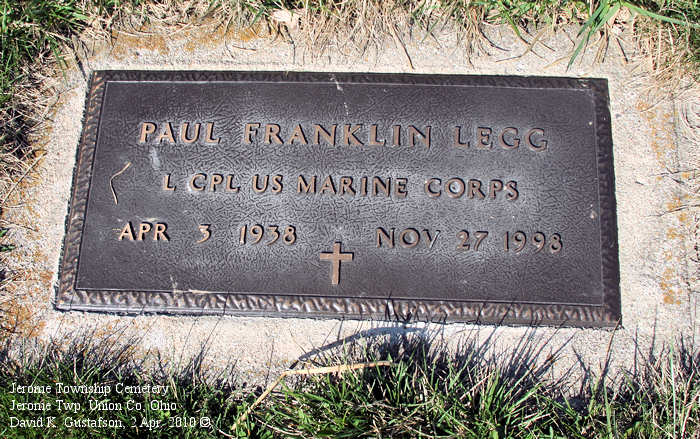 PAUL FRANKLIN LEGG
L CPL US MARINE CORPS
APR 3 1938 NOV 27 1998
Jerome Township Cemetery
Jerome Twp, Union Co, Ohio
David K. Gustafson, 2 Apr. 2010 ©